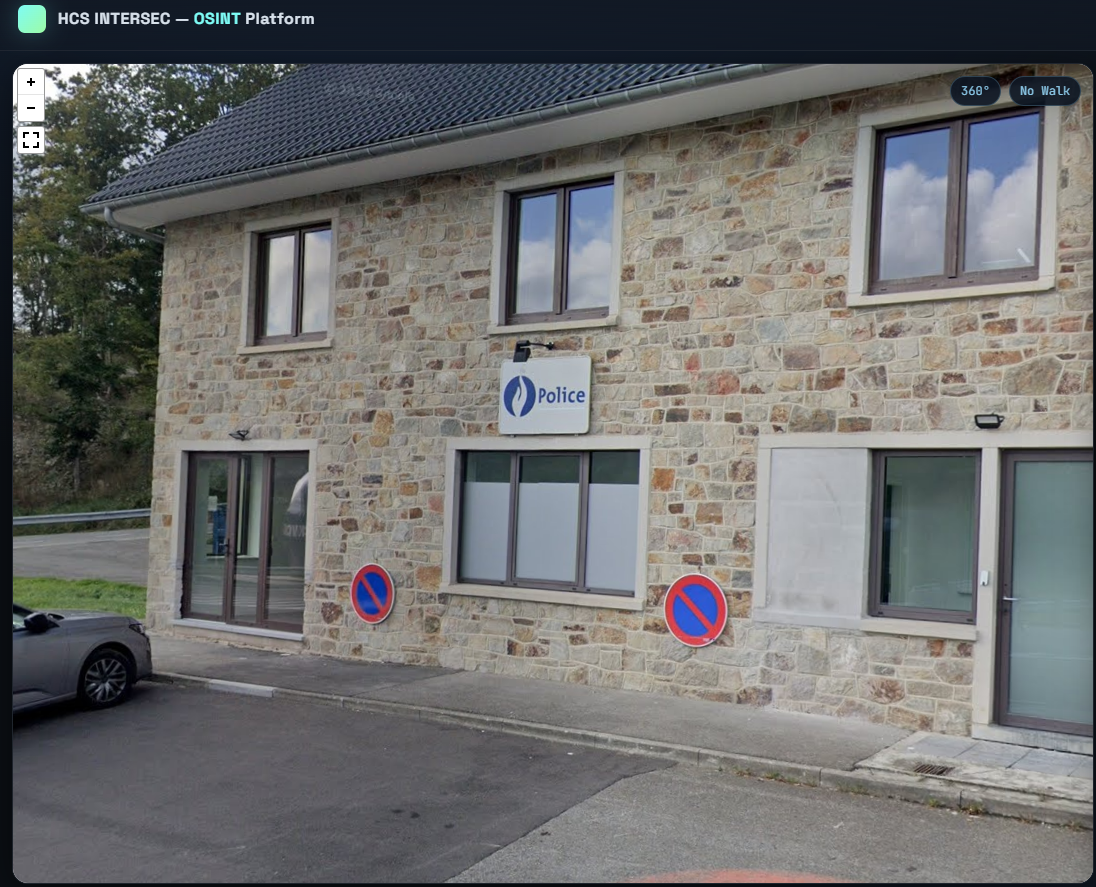 HCS INTERSEC — OSINT Platform
+
−
360°
No Walk
Police